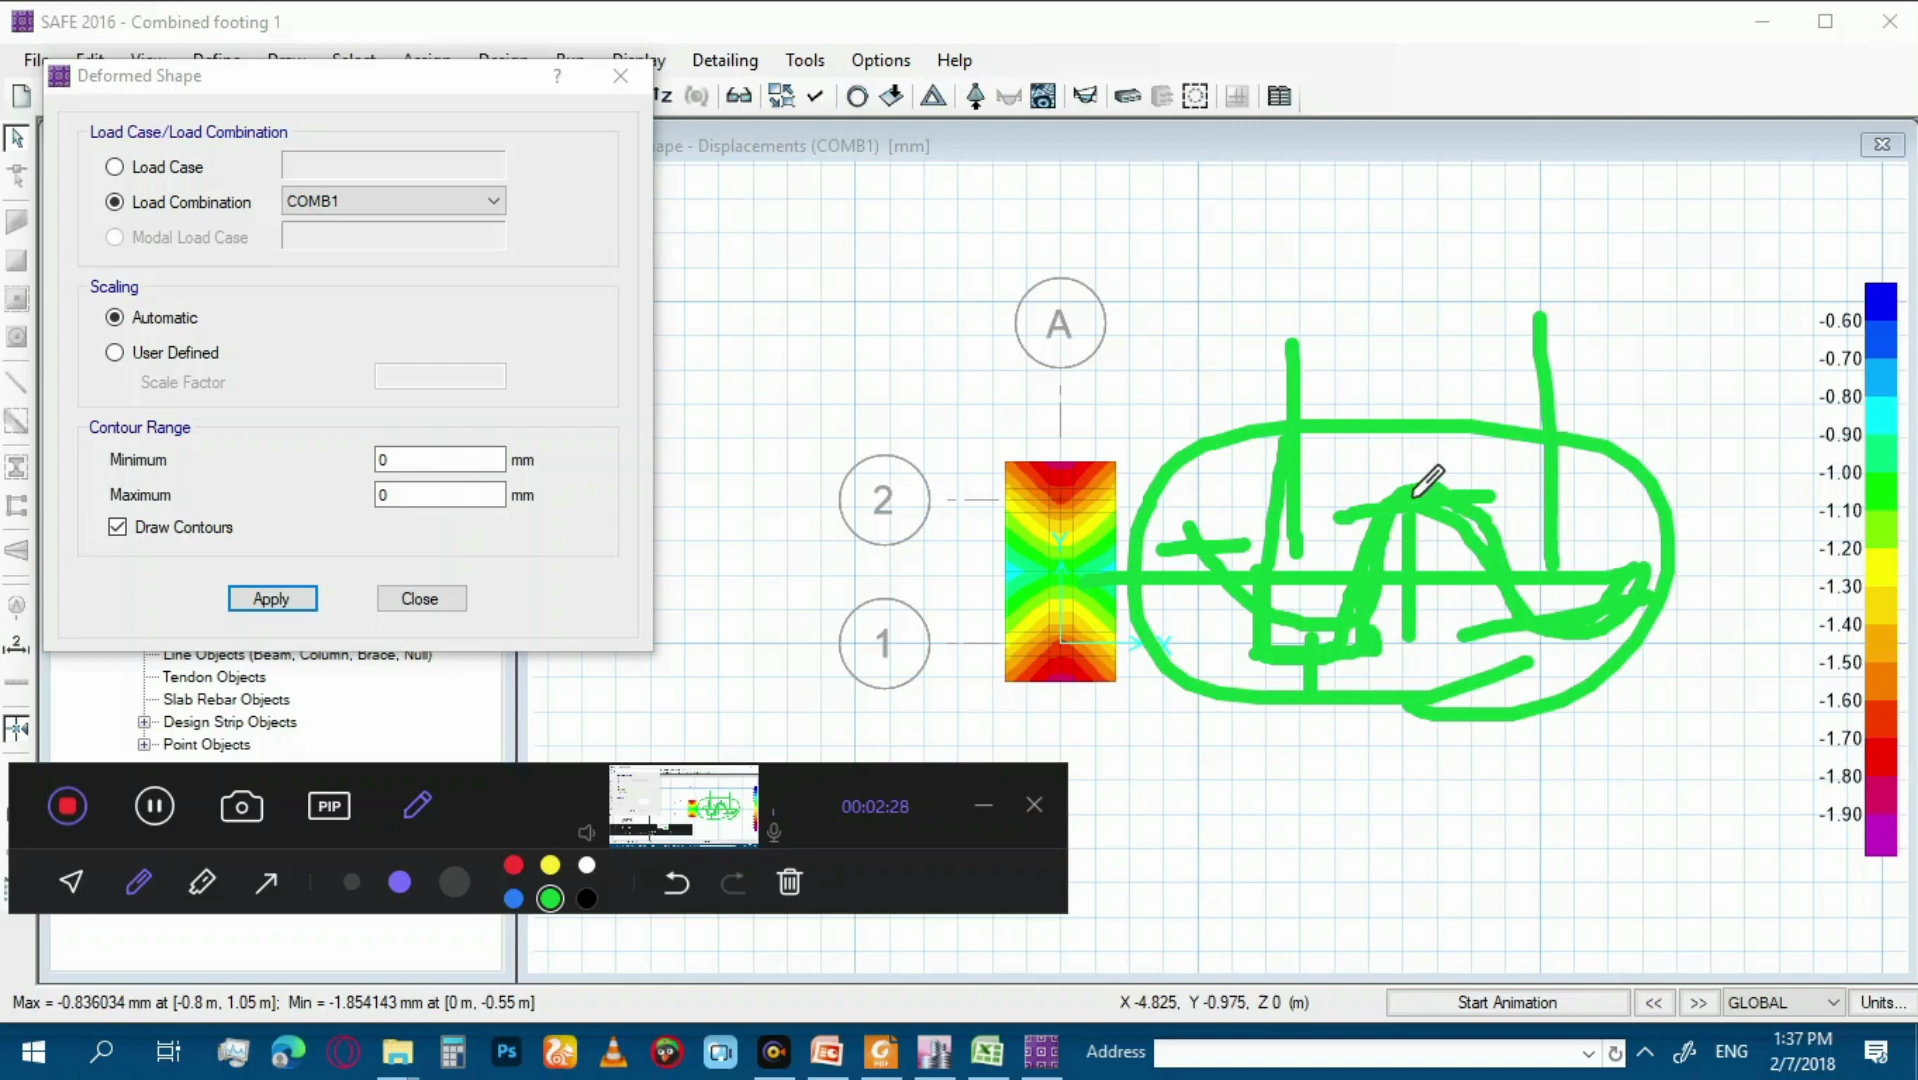 SAFE 2016 - Combined footing 1
Detailing Tools Options Help
Deformed Shape
?
Load Case/Load Combination
Load Case
Load Combination
COMB1
Modal Load Case
Scaling
Automatic
User Defined
Scale Factor
Contour Range
Minimum
0
mm
Maximum
0
mm
Draw Contours
Apply
Close
ape - Displacements (COMB1) [mm]
A
2
1
Y
X
-0.60
-0.70
-0.80
-0.90
-1.00
-1.10
-1.20
-1.30
-1.40
-1.50
-1.60
-1.70
-1.80
-1.90
Line Objects (Beam, Column, Brace, Null)
Tendon Objects
Slab Rebar Objects
Design Strip Objects
Point Objects
PIP
00:02:28
Max = -0.836034 mm at [-0.8 m, 1.05 m]; Min = -1.854143 mm at [0 m, -0.55 m]
X -4.825, Y -0.975, Z 0 (m)
Start Animation
<<
>>
GLOBAL
Units...
Ps
Address
ENG
1:37 PM
2/7/2018